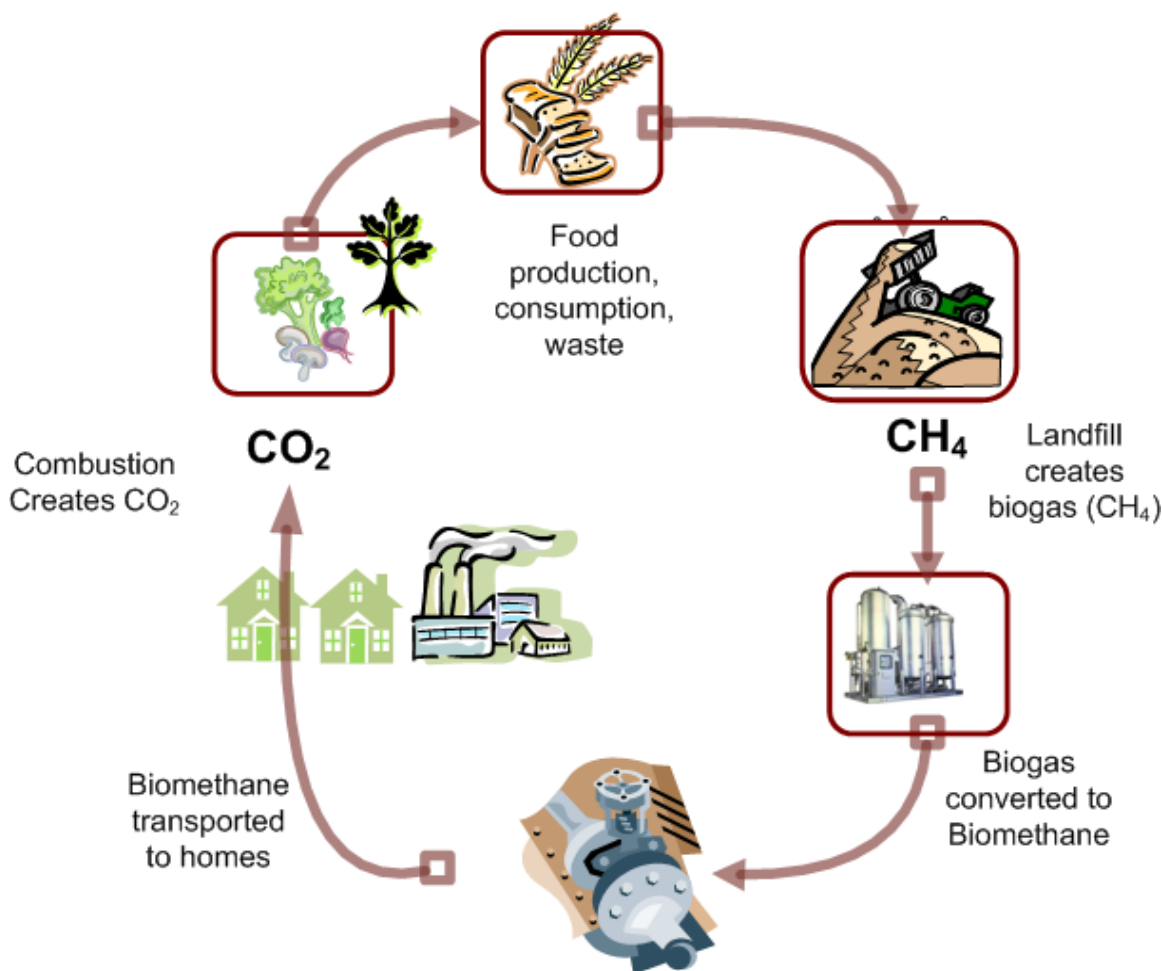 Food
production,
consumption,
waste
CO₂
Combustion
Creates CO₂
CH₄
Landfill
creates
biogas (CH₄)
Biogas
converted to
Biomethane
Biomethane
transported
to homes